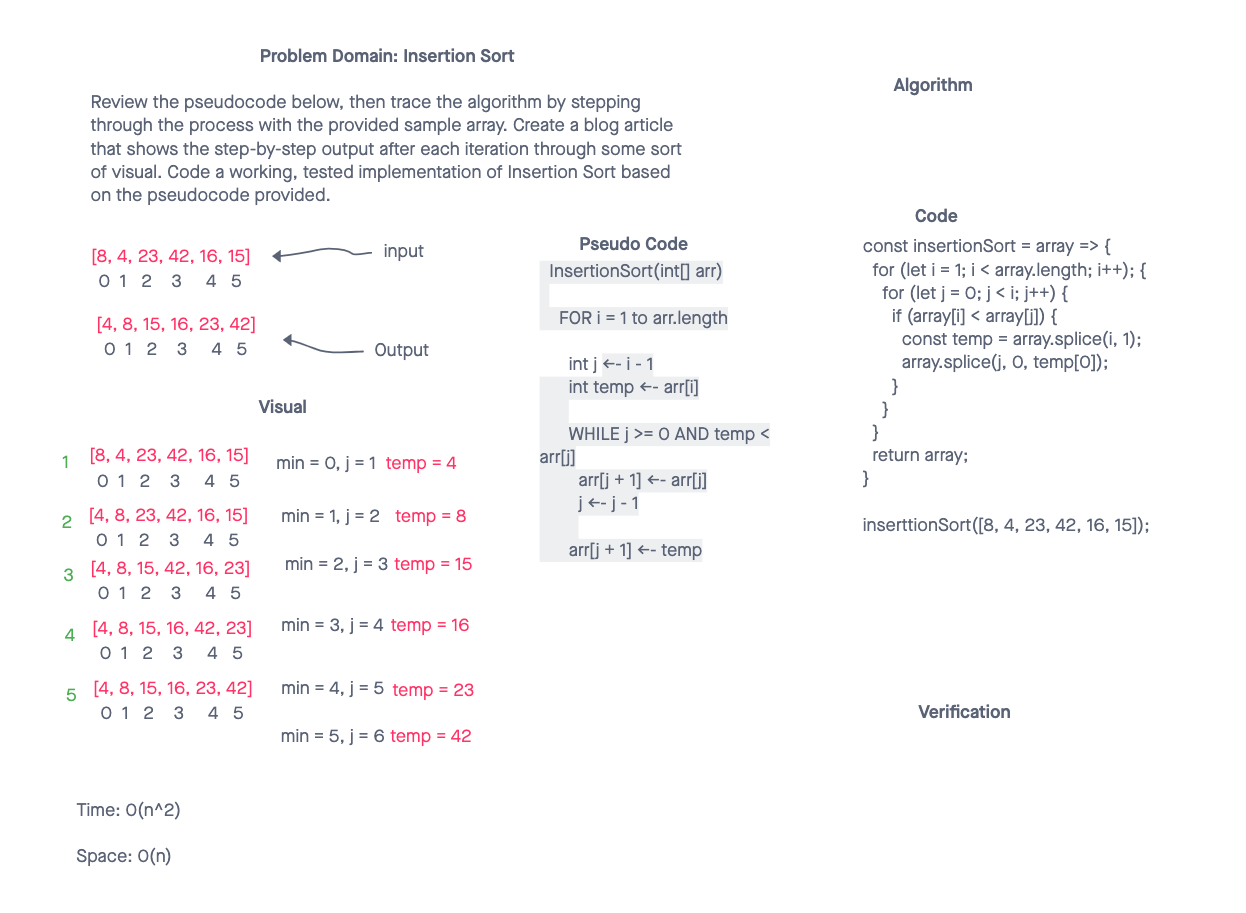 Problem Domain: Insertion Sort
Review the pseudocode below, then trace the algorithm by stepping
through the process with the provided sample array. Create a blog article
that shows the step-by-step output after each iteration through some sort
of visual. Code a working, tested implementation of Insertion Sort based
on the pseudocode provided.
[8, 4, 23, 42, 16, 15]
0 1 2 3 4 5
input
[4, 8, 15, 16, 23, 42]
0 1 2 3 4 5
Output
Visual
1
[8, 4, 23, 42, 16, 15]
min = 0, j = 1 temp = 4
0 1 2 3 4 5
2
[4, 8, 23, 42, 16, 15]
min = 1, j = 2 temp = 8
0 1 2 3 4 5
3
[4, 8, 15, 42, 16, 23]
min = 2, j = 3 temp = 15
0 1 2 3 4 5
4
[4, 8, 15, 16, 42, 23]
min = 3, j = 4 temp = 16
0 1 2 3 4 5
5
[4, 8, 15, 16, 23, 42]
min = 4, j = 5 temp = 23
0 1 2 3 4 5
min = 5, j = 6 temp = 42
Time: O(n^2)
Space: O(n)
Pseudo Code
InsertionSort(int[] arr)
FOR i = 1 to arr.length
int j <-- i - 1
int temp <-- arr[i]
WHILE j >= 0 AND temp <
arr[j]
arr[j + 1] <-- arr[j]
j <-- j - 1
arr[j + 1] <-- temp
Algorithm
Code
const insertionSort = array => {
for (let i = 1; i < array.length; i++); {
for (let j = 0; j < i; j++) {
if (array[i] < array[j]) {
const temp = array.splice(i, 1);
array.splice(j, 0, temp[0]);
}
}
}
return array;
}
inserttionSort([8, 4, 23, 42, 16, 15]);
Verification